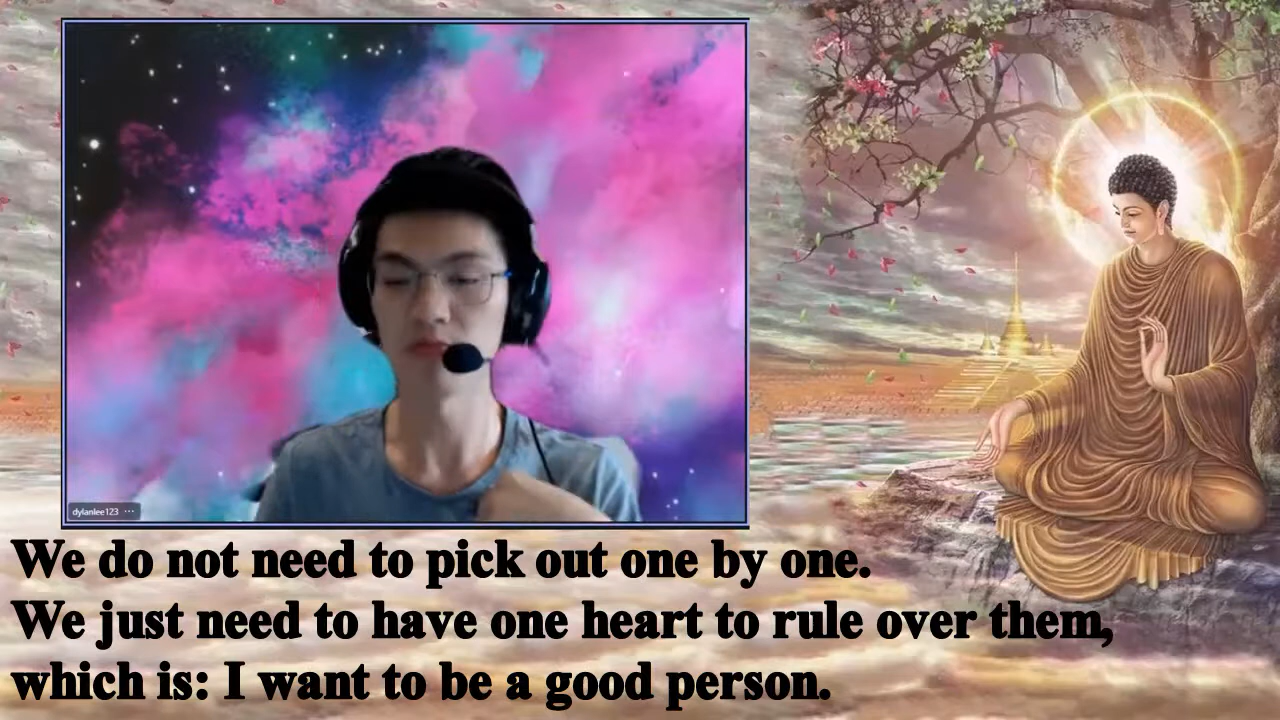 dylanlee123 ...
We do not need to pick out one by one.
We just need to have one heart to rule over them,
which is: I want to be a good person.